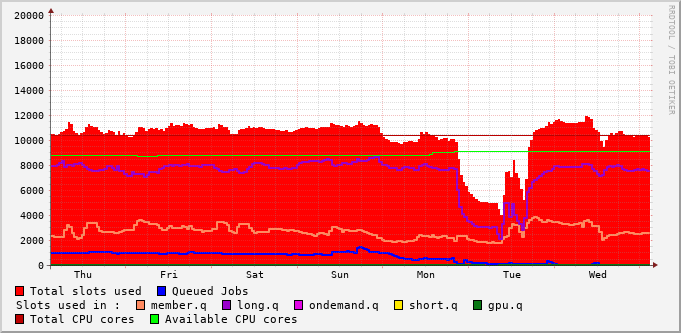 RRDTOOL / TOBI OETIKER
20000
18000
16000
14000
12000
10000
8000
6000
4000
2000
0
Thu Fri Sat Sun Mon Tue Wed
Total slots used Queued Jobs
Slots used in : member.q long.q ondemand.q short.q gpu.q
Total CPU cores Available CPU cores